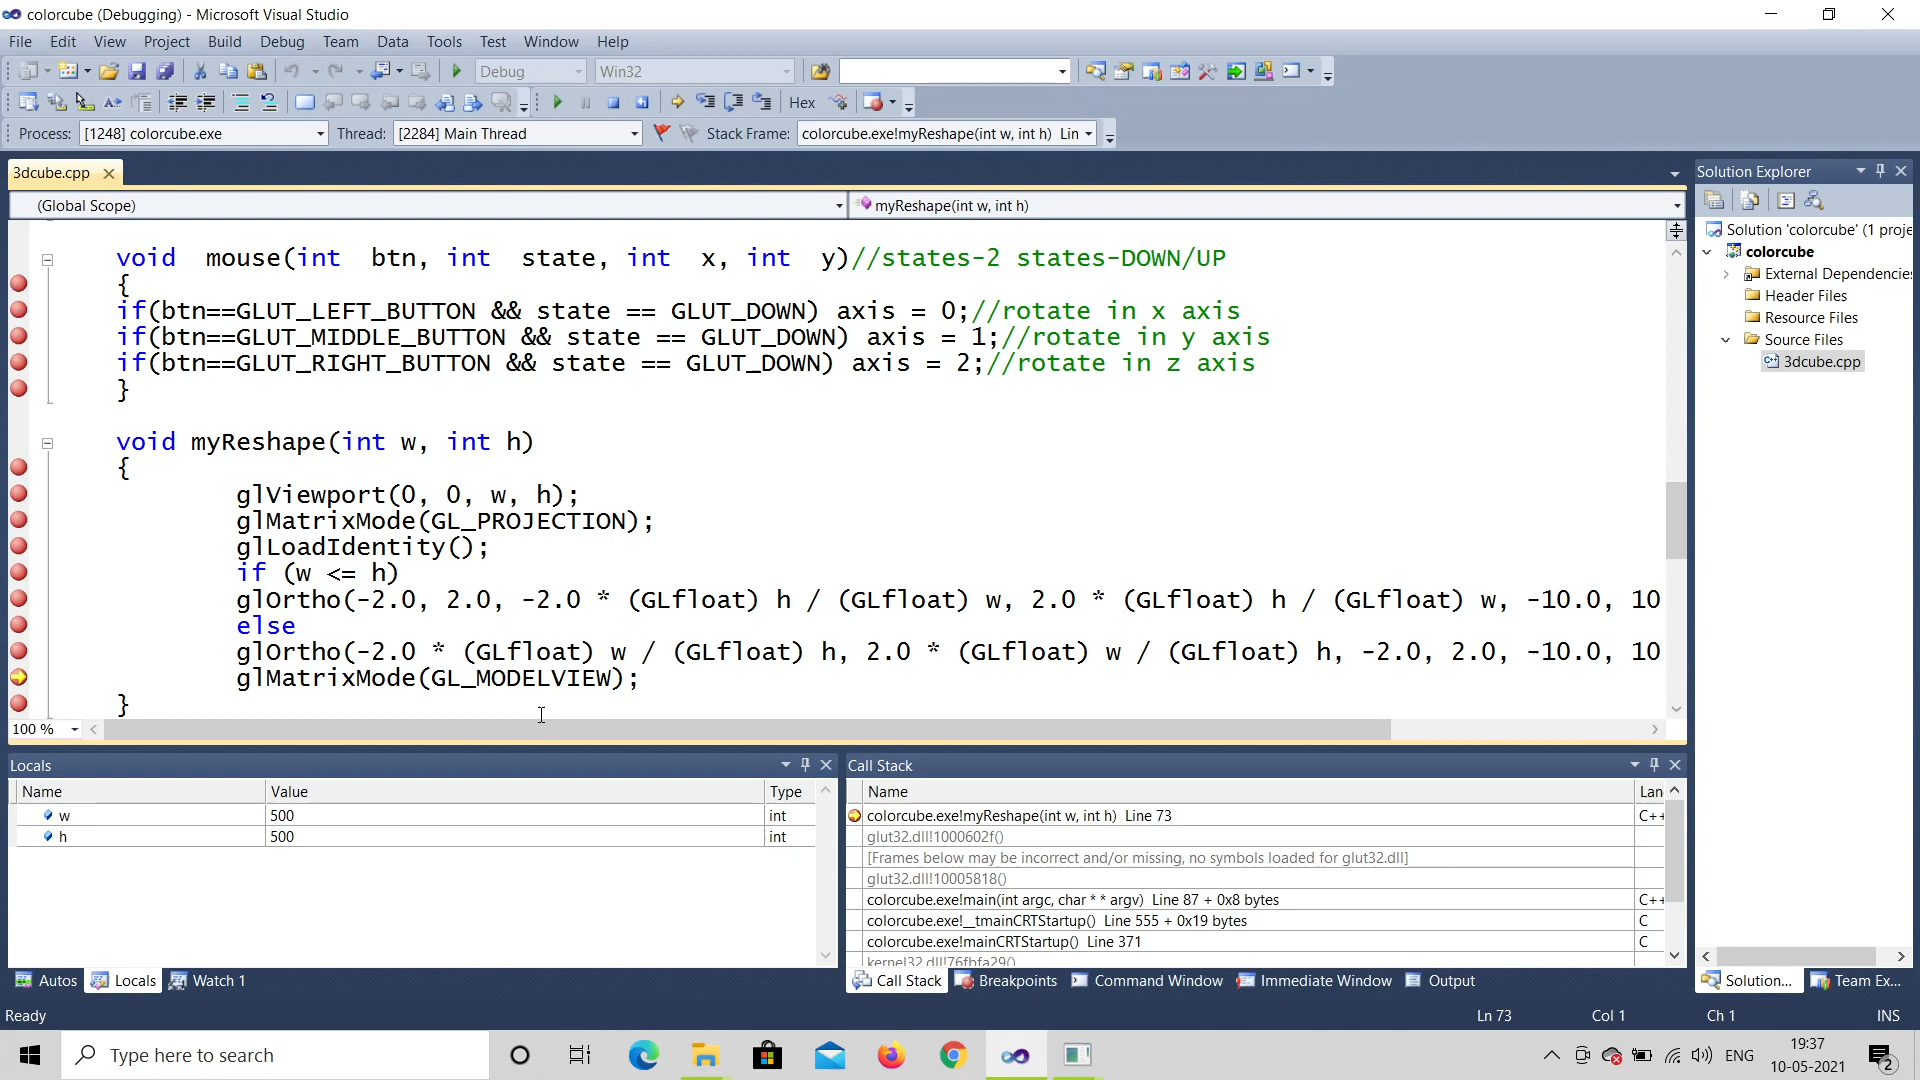 colorcube (Debugging) - Microsoft Visual Studio
File Edit View Project Build Debug Team Data Tools Test Window Help
Debug Win32
Hex
Process: [1248] colorcube.exe Thread: [2284] Main Thread Stack Frame: colorcube.exe!myReshape(int w, int h) Lin
3dcube.cpp
(Global Scope) myReshape(int w, int h)
void mouse(int btn, int state, int x, int y)//states-2 states-DOWN/UP
{
if(btn==GLUT_LEFT_BUTTON && state == GLUT_DOWN) axis = 0;//rotate in x axis
if(btn==GLUT_MIDDLE_BUTTON && state == GLUT_DOWN) axis = 1;//rotate in y axis
if(btn==GLUT_RIGHT_BUTTON && state == GLUT_DOWN) axis = 2;//rotate in z axis
}
void myReshape(int w, int h)
{
glViewport(0, 0, w, h);
glMatrixMode(GL_PROJECTION);
glLoadIdentity();
if (w <= h)
glOrtho(-2.0, 2.0, -2.0 * (GLfloat) h / (GLfloat) w, 2.0 * (GLfloat) h / (GLfloat) w, -10.0, 10
else
glOrtho(-2.0 * (GLfloat) w / (GLfloat) h, 2.0 * (GLfloat) w / (GLfloat) h, -2.0, 2.0, -10.0, 10
glMatrixMode(GL_MODELVIEW);
}
100 %
Solution Explorer
Solution 'colorcube' (1 proje
colorcube
External Dependencies
Header Files
Resource Files
Source Files
3dcube.cpp
Locals
Name Value Type
w 500 int
h 500 int
Autos Locals Watch 1
Call Stack
Name Lan
colorcube.exe!myReshape(int w, int h) Line 73 C++
glut32.dll!1000602f()
[Frames below may be incorrect and/or missing, no symbols loaded for glut32.dll]
glut32.dll!10005818()
colorcube.exe!main(int argc, char * * argv) Line 87 + 0x8 bytes C++
colorcube.exe!__tmainCRTStartup() Line 555 + 0x19 bytes C
colorcube.exe!mainCRTStartup() Line 371 C
kernel32.dll!76fbfa29()
Call Stack Breakpoints Command Window Immediate Window Output
Solution... Team Ex...
Ready Ln 73 Col 1 Ch 1 INS
Type here to search
ENG
19:37
10-05-2021
2